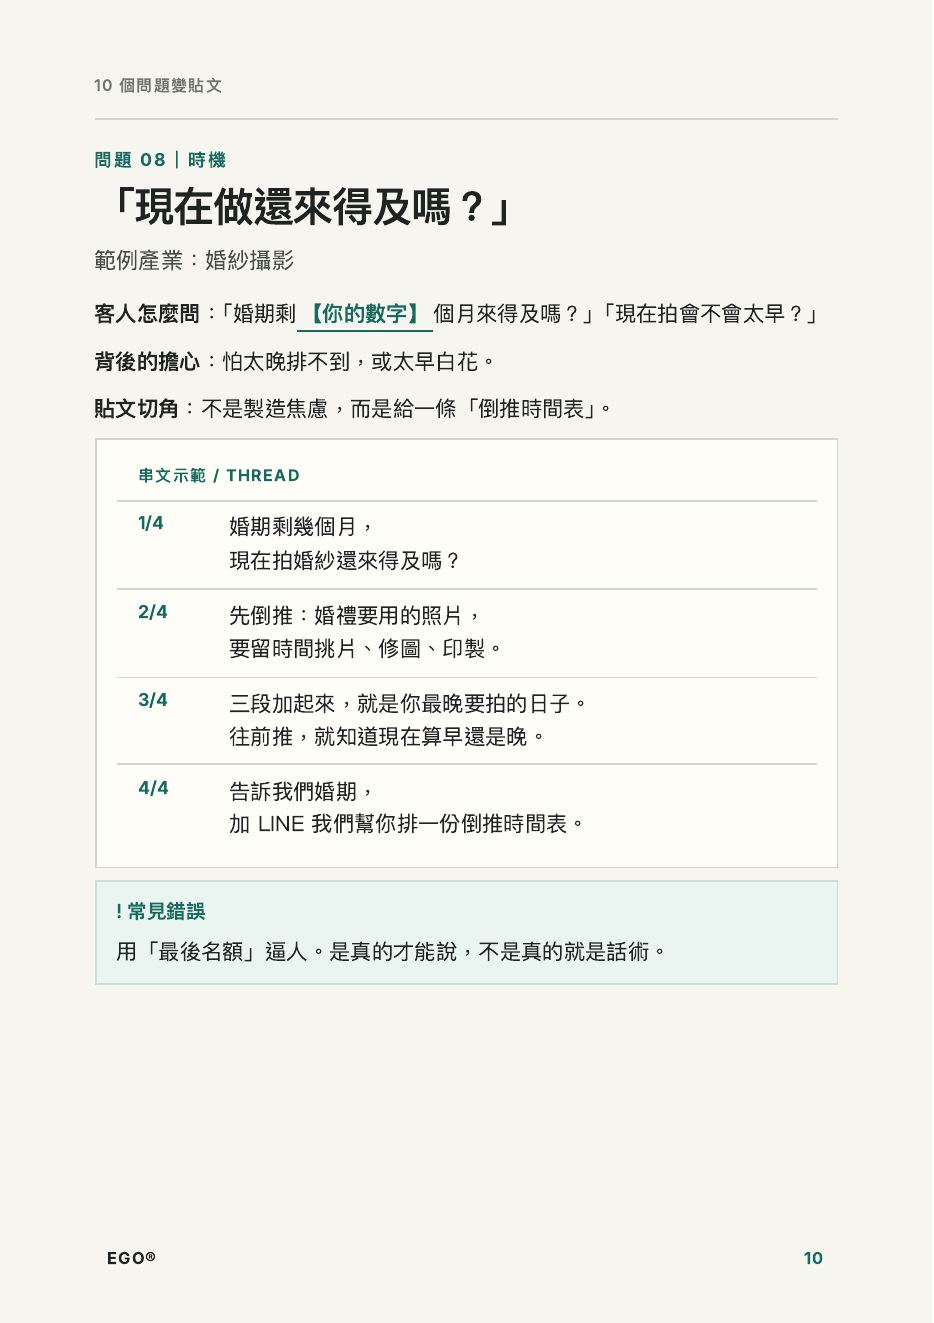 10 個問題變貼文
問題 08｜時機
「現在做還來得及嗎？」
範例產業：婚紗攝影
客人怎麼問：「婚期剩【你的數字】個月來得及嗎？」「現在拍會不會太早？」
背後的擔心：怕太晚排不到，或太早白花。
貼文切角：不是製造焦慮，而是給一條「倒推時間表」。
串文示範 / THREAD
1/4
婚期剩幾個月，
現在拍婚紗還來得及嗎？
2/4
先倒推：婚禮要用的照片，
要留時間挑片、修圖、印製。
3/4
三段加起來，就是你最晚要拍的日子。
往前推，就知道現在算早還是晚。
4/4
告訴我們婚期，
加 LINE 我們幫你排一份倒推時間表。
! 常見錯誤
用「最後名額」逼人。是真的才能說，不是真的就是話術。
EGO®
10